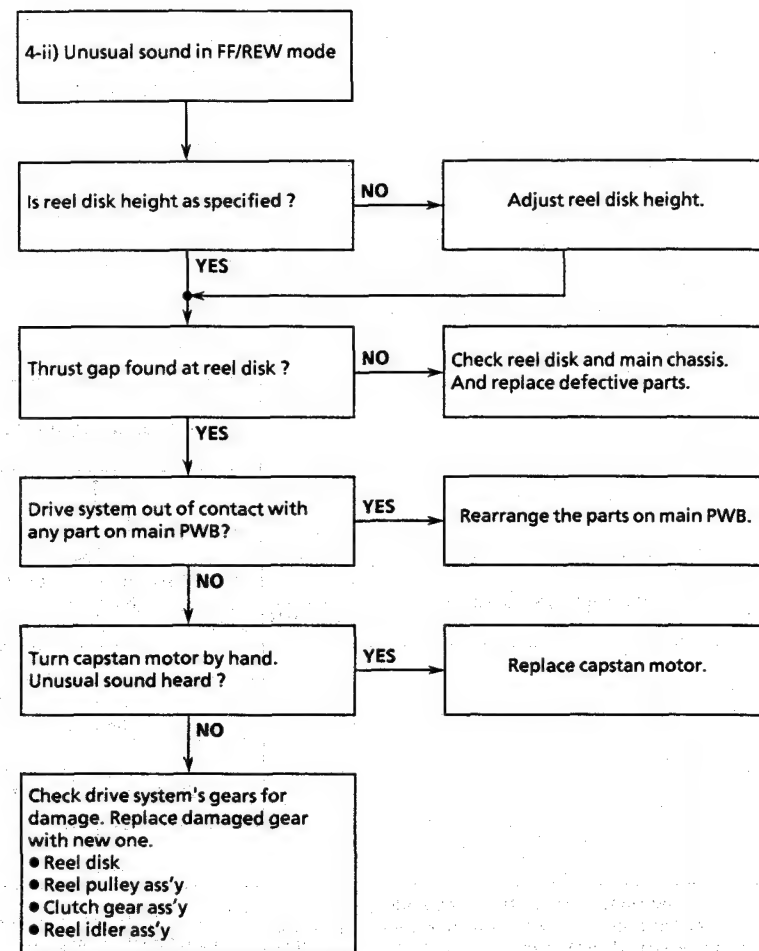 4-ii) Unusual sound in FF/REW mode
Is reel disk height as specified ?
NO
Adjust reel disk height.
YES
Thrust gap found at reel disk ?
NO
Check reel disk and main chassis.
And replace defective parts.
YES
Drive system out of contact with
any part on main PWB?
YES
Rearrange the parts on main PWB.
NO
Turn capstan motor by hand.
Unusual sound heard ?
YES
Replace capstan motor.
NO
Check drive system's gears for
damage. Replace damaged gear
with new one.
● Reel disk
● Reel pulley ass'y
● Clutch gear ass'y
● Reel idler ass'y